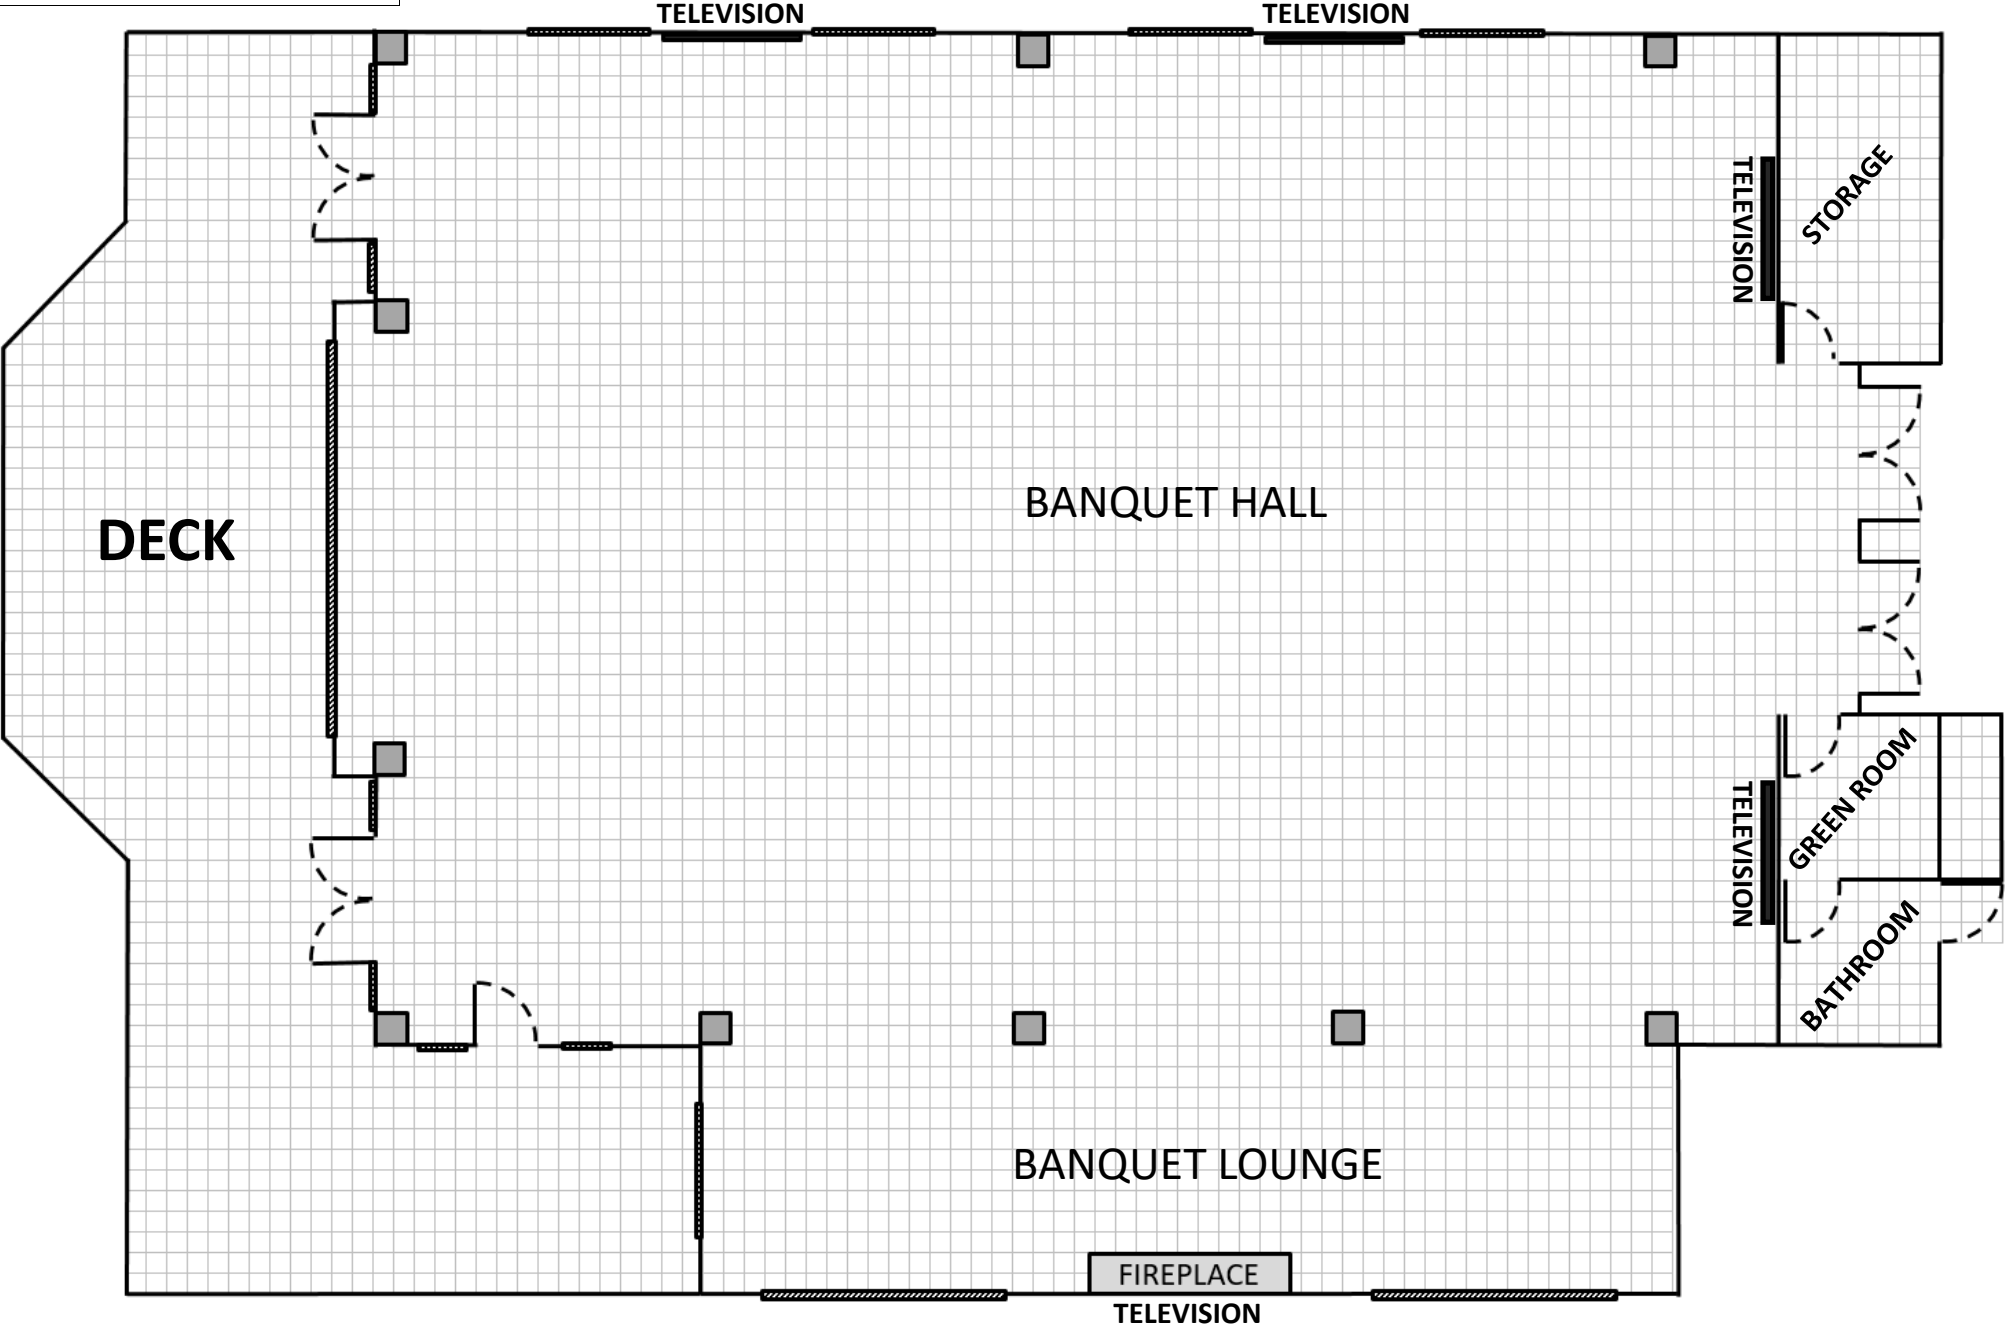 TELEVISION
TELEVISION
TELEVISION
STORAGE
BANQUET HALL
DECK
GREEN ROOM
TELEVISION
BATHROOM
BANQUET LOUNGE
FIREPLACE
TELEVISION